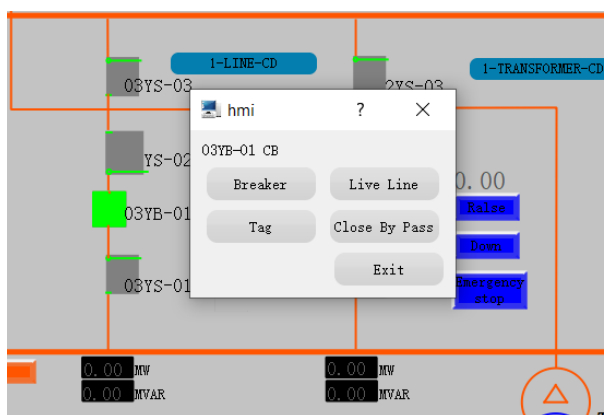 1-LINE-CD
1-TRANSFORMER-CD
03YS-03
2YS-03
hmi
03YB-01 CB
YS-02
Breaker
Live Line
0.00
03YB-01
Tag
Close By Pass
Raise
Down
03YS-01
Exit
Emergency
stop
0.00 MW
0.00 MW
0.00 MVAR
0.00 MVAR